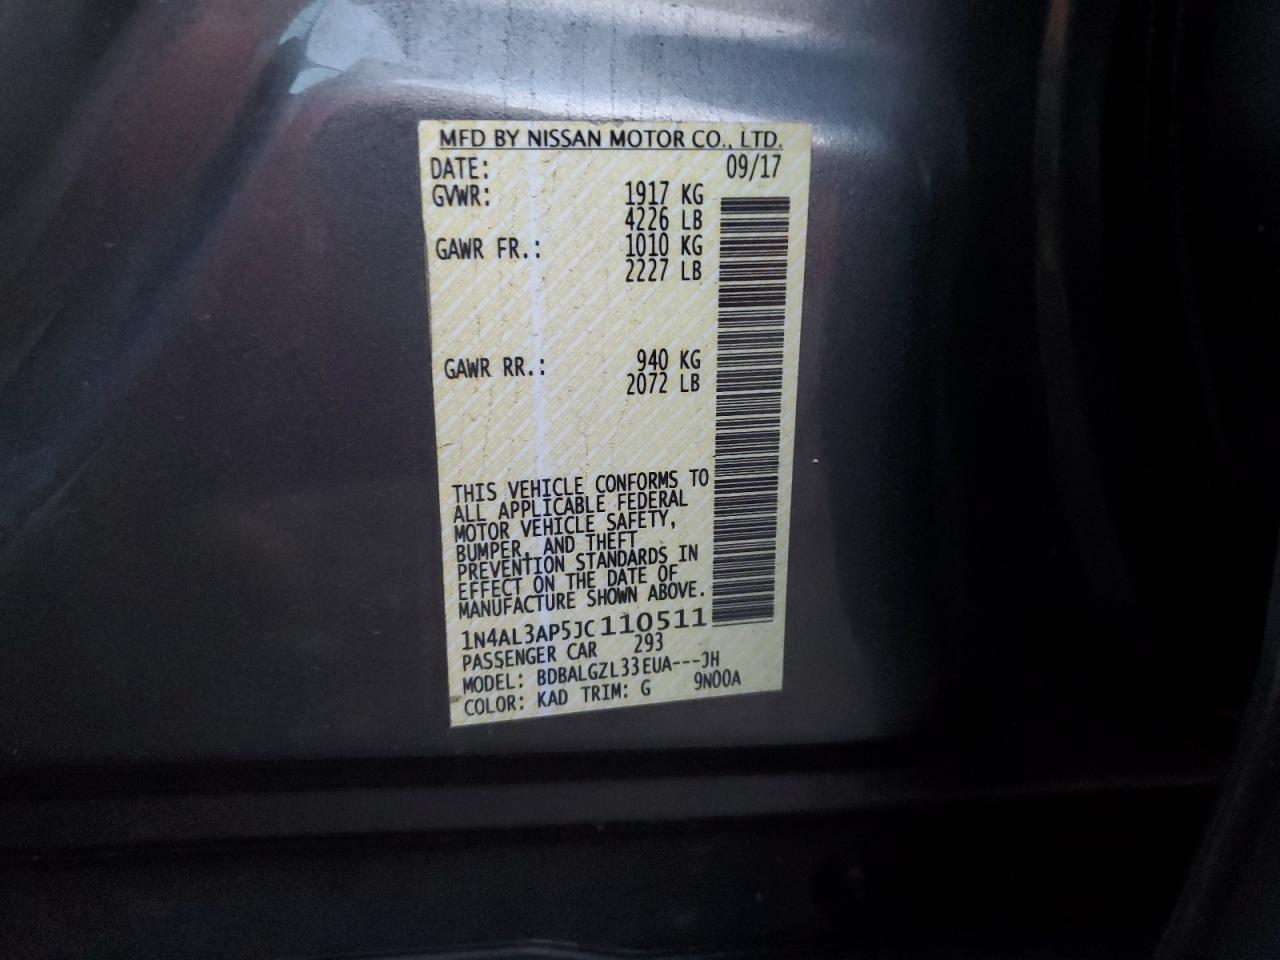 MFD BY NISSAN MOTOR CO., LTD.
DATE: 09/17
GVWR: 1917 KG
4226 LB
GAWR FR.: 1010 KG
2227 LB
GAWR RR.: 940 KG
2072 LB
THIS VEHICLE CONFORMS TO
ALL APPLICABLE FEDERAL
MOTOR VEHICLE SAFETY,
BUMPER, AND THEFT
PREVENTION STANDARDS IN
EFFECT ON THE DATE OF
MANUFACTURE SHOWN ABOVE.
1N4AL3AP5JC110511
PASSENGER CAR 293
MODEL: BDBALGZL33EUA---JH
COLOR: KAD TRIM: G 9N00A